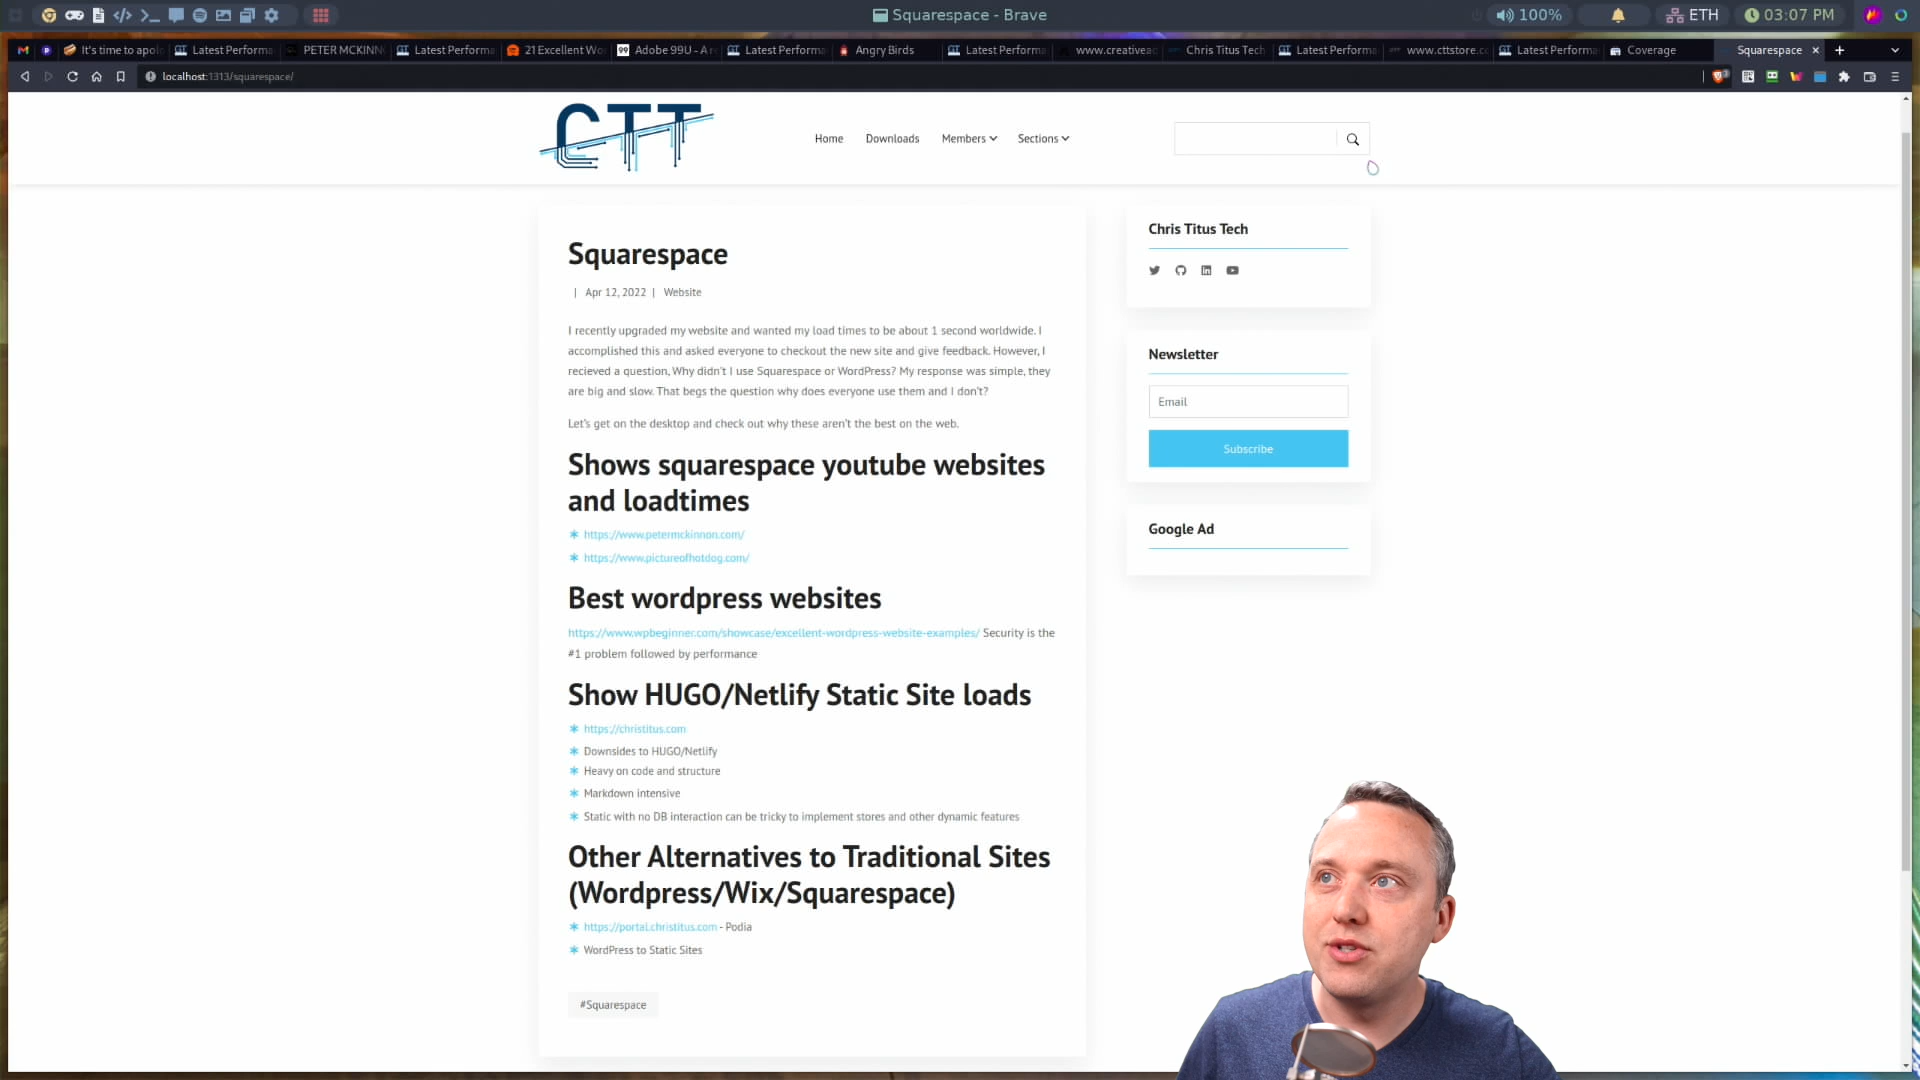 Squarespace - Brave
100%
ETH
03:07 PM
It's time to apolo
Latest Performa
PETER MCKINN
Latest Performa
21 Excellent Wo
Adobe 99U - A r
Latest Performa
Angry Birds
Latest Performa
www.creativea
Chris Titus Tech
Latest Performa
www.cttstore.c
Latest Performa
Coverage
Squarespace
localhost:1313/squarespace/
CTT
Home
Downloads
Members
Sections
Squarespace
| Apr 12, 2022 | Website
I recently upgraded my website and wanted my load times to be about 1 second worldwide. I
accomplished this and asked everyone to checkout the new site and give feedback. However, I
recieved a question, Why didn't I use Squarespace or WordPress? My response was simple, they
are big and slow. That begs the question why does everyone use them and I don't?
Let's get on the desktop and check out why these aren't the best on the web.
Shows squarespace youtube websites
and loadtimes
https://www.petermckinnon.com/
https://www.pictureofhotdog.com/
Best wordpress websites
https://www.wpbeginner.com/showcase/excellent-wordpress-website-examples/ Security is the
#1 problem followed by performance
Show HUGO/Netlify Static Site loads
https://christitus.com
Downsides to HUGO/Netlify
Heavy on code and structure
Markdown intensive
Static with no DB interaction can be tricky to implement stores and other dynamic features
Other Alternatives to Traditional Sites
(Wordpress/Wix/Squarespace)
https://portal.christitus.com - Podia
WordPress to Static Sites
#Squarespace
Chris Titus Tech
Newsletter
Email
Subscribe
Google Ad